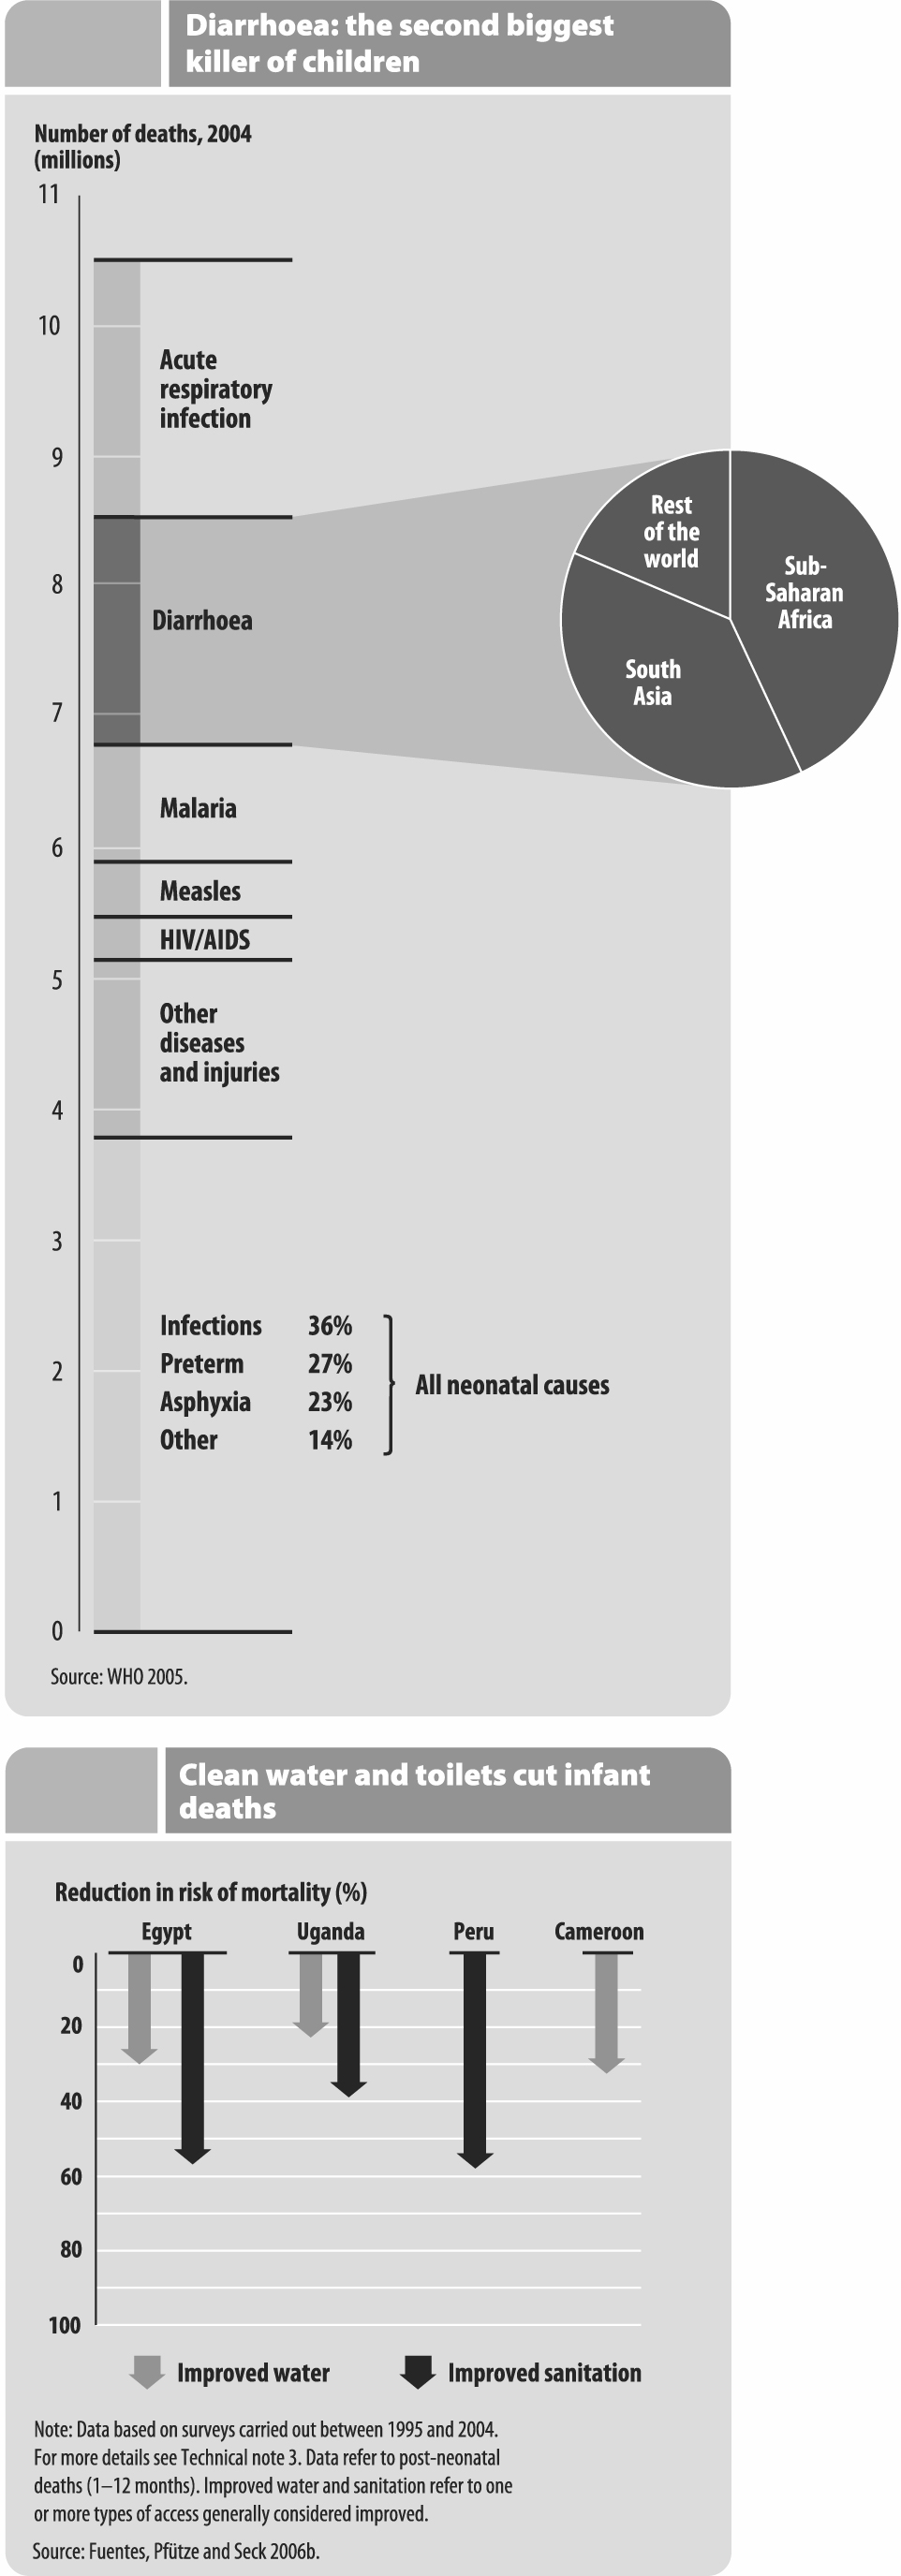 Diarrhoea: the second biggest
killer of children
Number of deaths, 2004
(millions)
11
10
Acute
respiratory
infection
9
Rest
of the
world
Sub-
Saharan
Africa
8
Diarrhoea
South
Asia
7
Malaria
6
Measles
HIV/AIDS
5
Other
diseases
and injuries
4
3
Infections 36%
Preterm 27%
2
All neonatal causes
Asphyxia 23%
Other 14%
1
0
Source: WHO 2005.
Clean water and toilets cut infant
deaths
Reduction in risk of mortality (%)
Egypt Uganda Peru Cameroon
0
20
40
60
80
100
Improved water Improved sanitation
Note: Data based on surveys carried out between 1995 and 2004.
For more details see Technical note 3. Data refer to post-neonatal
deaths (1–12 months). Improved water and sanitation refer to one
or more types of access generally considered improved.
Source: Fuentes, Pfütze and Seck 2006b.